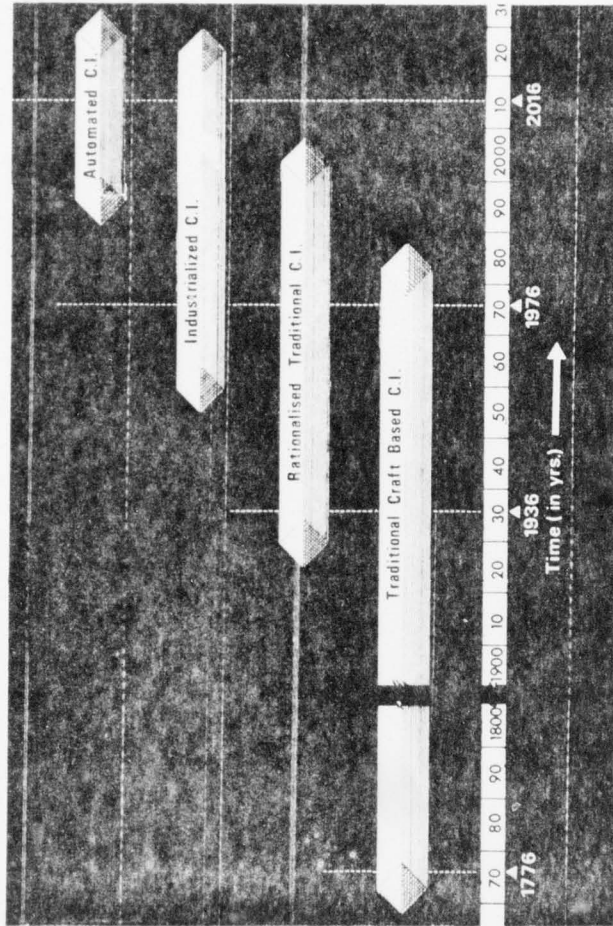 Automated C.I.
Industrialized C.I.
Rationalised Traditional C.I.
Traditional Craft Based C.I.
70 80 90 1800 1900 10 20 30 40 50 60 70 80 90 2000 10 20 30
1776 1936 1976 2016
Time (in yrs.)